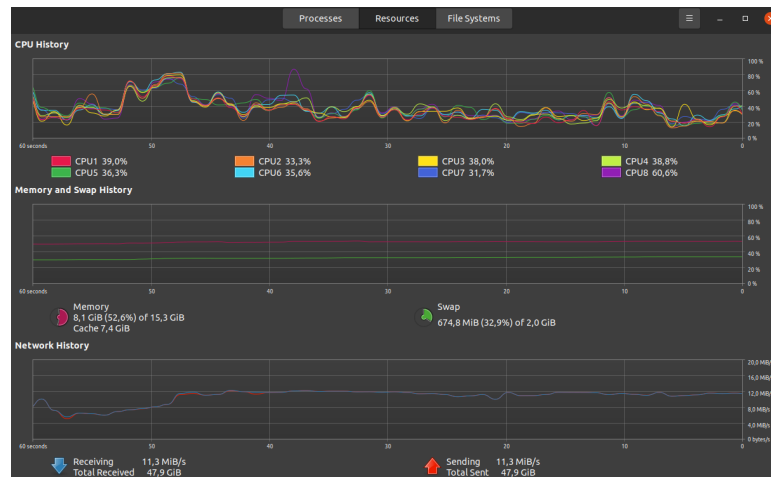 Processes Resources File Systems
CPU History
100 %
80 %
60 %
40 %
20 %
0 %
60 seconds 50 40 30 20 10 0
CPU1 39,0% CPU2 33,3% CPU3 38,0% CPU4 38,8%
CPU5 36,3% CPU6 35,6% CPU7 31,7% CPU8 60,6%
Memory and Swap History
100 %
80 %
60 %
40 %
20 %
0 %
60 seconds 50 40 30 20 10 0
Memory
8,1 GiB (52,6%) of 15,3 GiB
Cache 7,4 GiB
Swap
674,8 MiB (32,9%) of 2,0 GiB
Network History
20,0 MiB/s
16,0 MiB/s
12,0 MiB/s
8,0 MiB/s
4,0 MiB/s
0 bytes/s
60 seconds 50 40 30 20 10 0
Receiving 11,3 MiB/s
Total Received 47,9 GiB
Sending 11,3 MiB/s
Total Sent 47,9 GiB